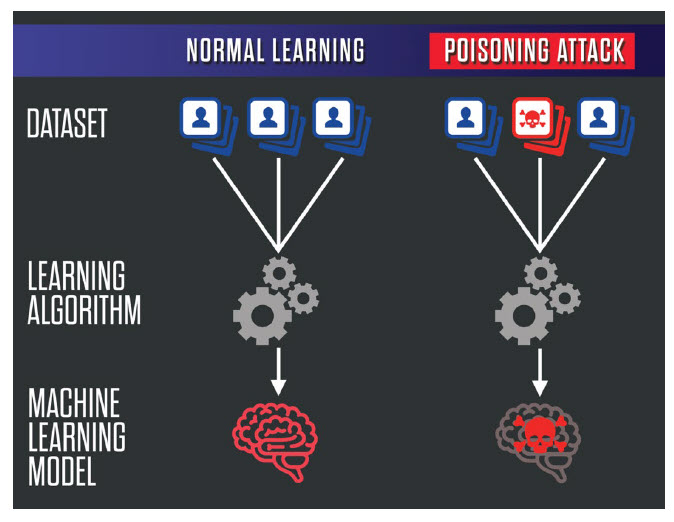 NORMAL LEARNING
POISONING ATTACK
DATASET
LEARNING
ALGORITHM
MACHINE
LEARNING
MODEL